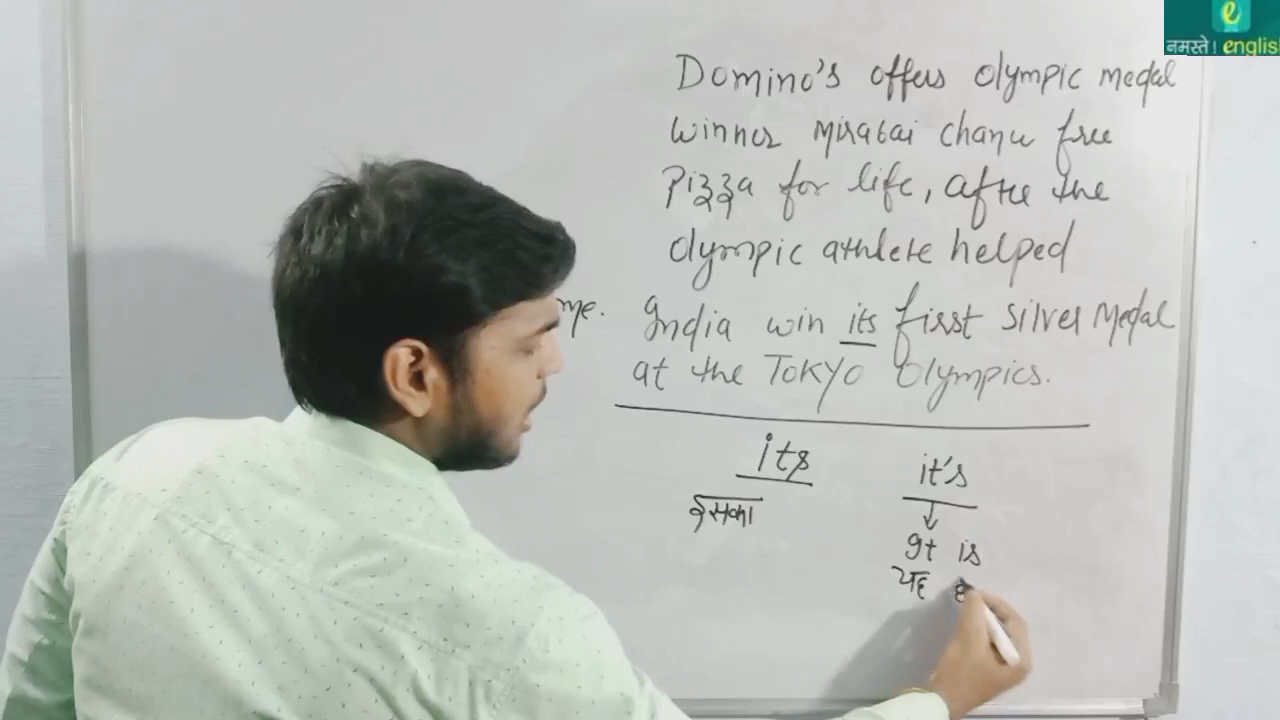 e
नमस्ते! english
Domino's offers Olympic medal
winner Mirabai chanu free
Pizza for life, after the
Olympic athlete helped
me. India win its first Silver Medal
at the TOKYO Olympics.
its it's
इसका
It is
यह